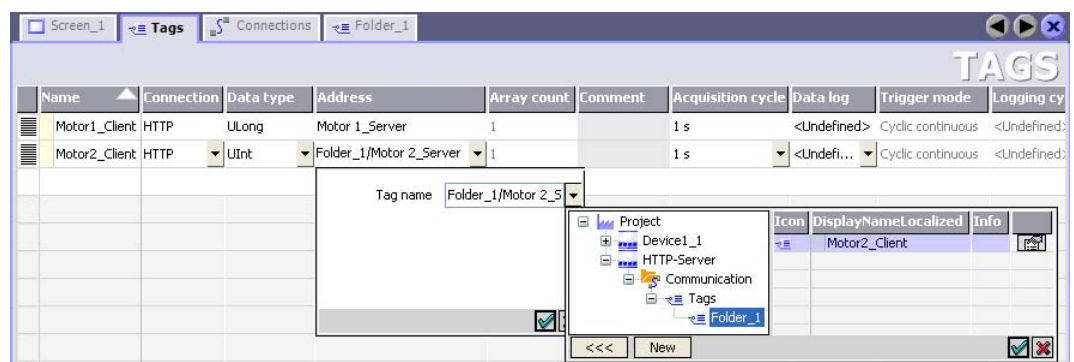 Screen_1 Tags Connections Folder_1
TAGS
Name Connection Data type Address Array count Comment Acquisition cycle Data log Trigger mode Logging cy
Motor1_Client HTTP ULong Motor 1_Server 1 1 s <Undefined> Cyclic continuous <Undefined>
Motor2_Client HTTP UInt Folder_1/Motor 2_Server 1 1 s <Undefi... Cyclic continuous <Undefined>
Tag name Folder_1/Motor 2_S
Project
Icon DisplayNameLocalized Info
Device1_1
Motor2_Client
HTTP-Server
Communication
Tags
Folder_1
<<< New